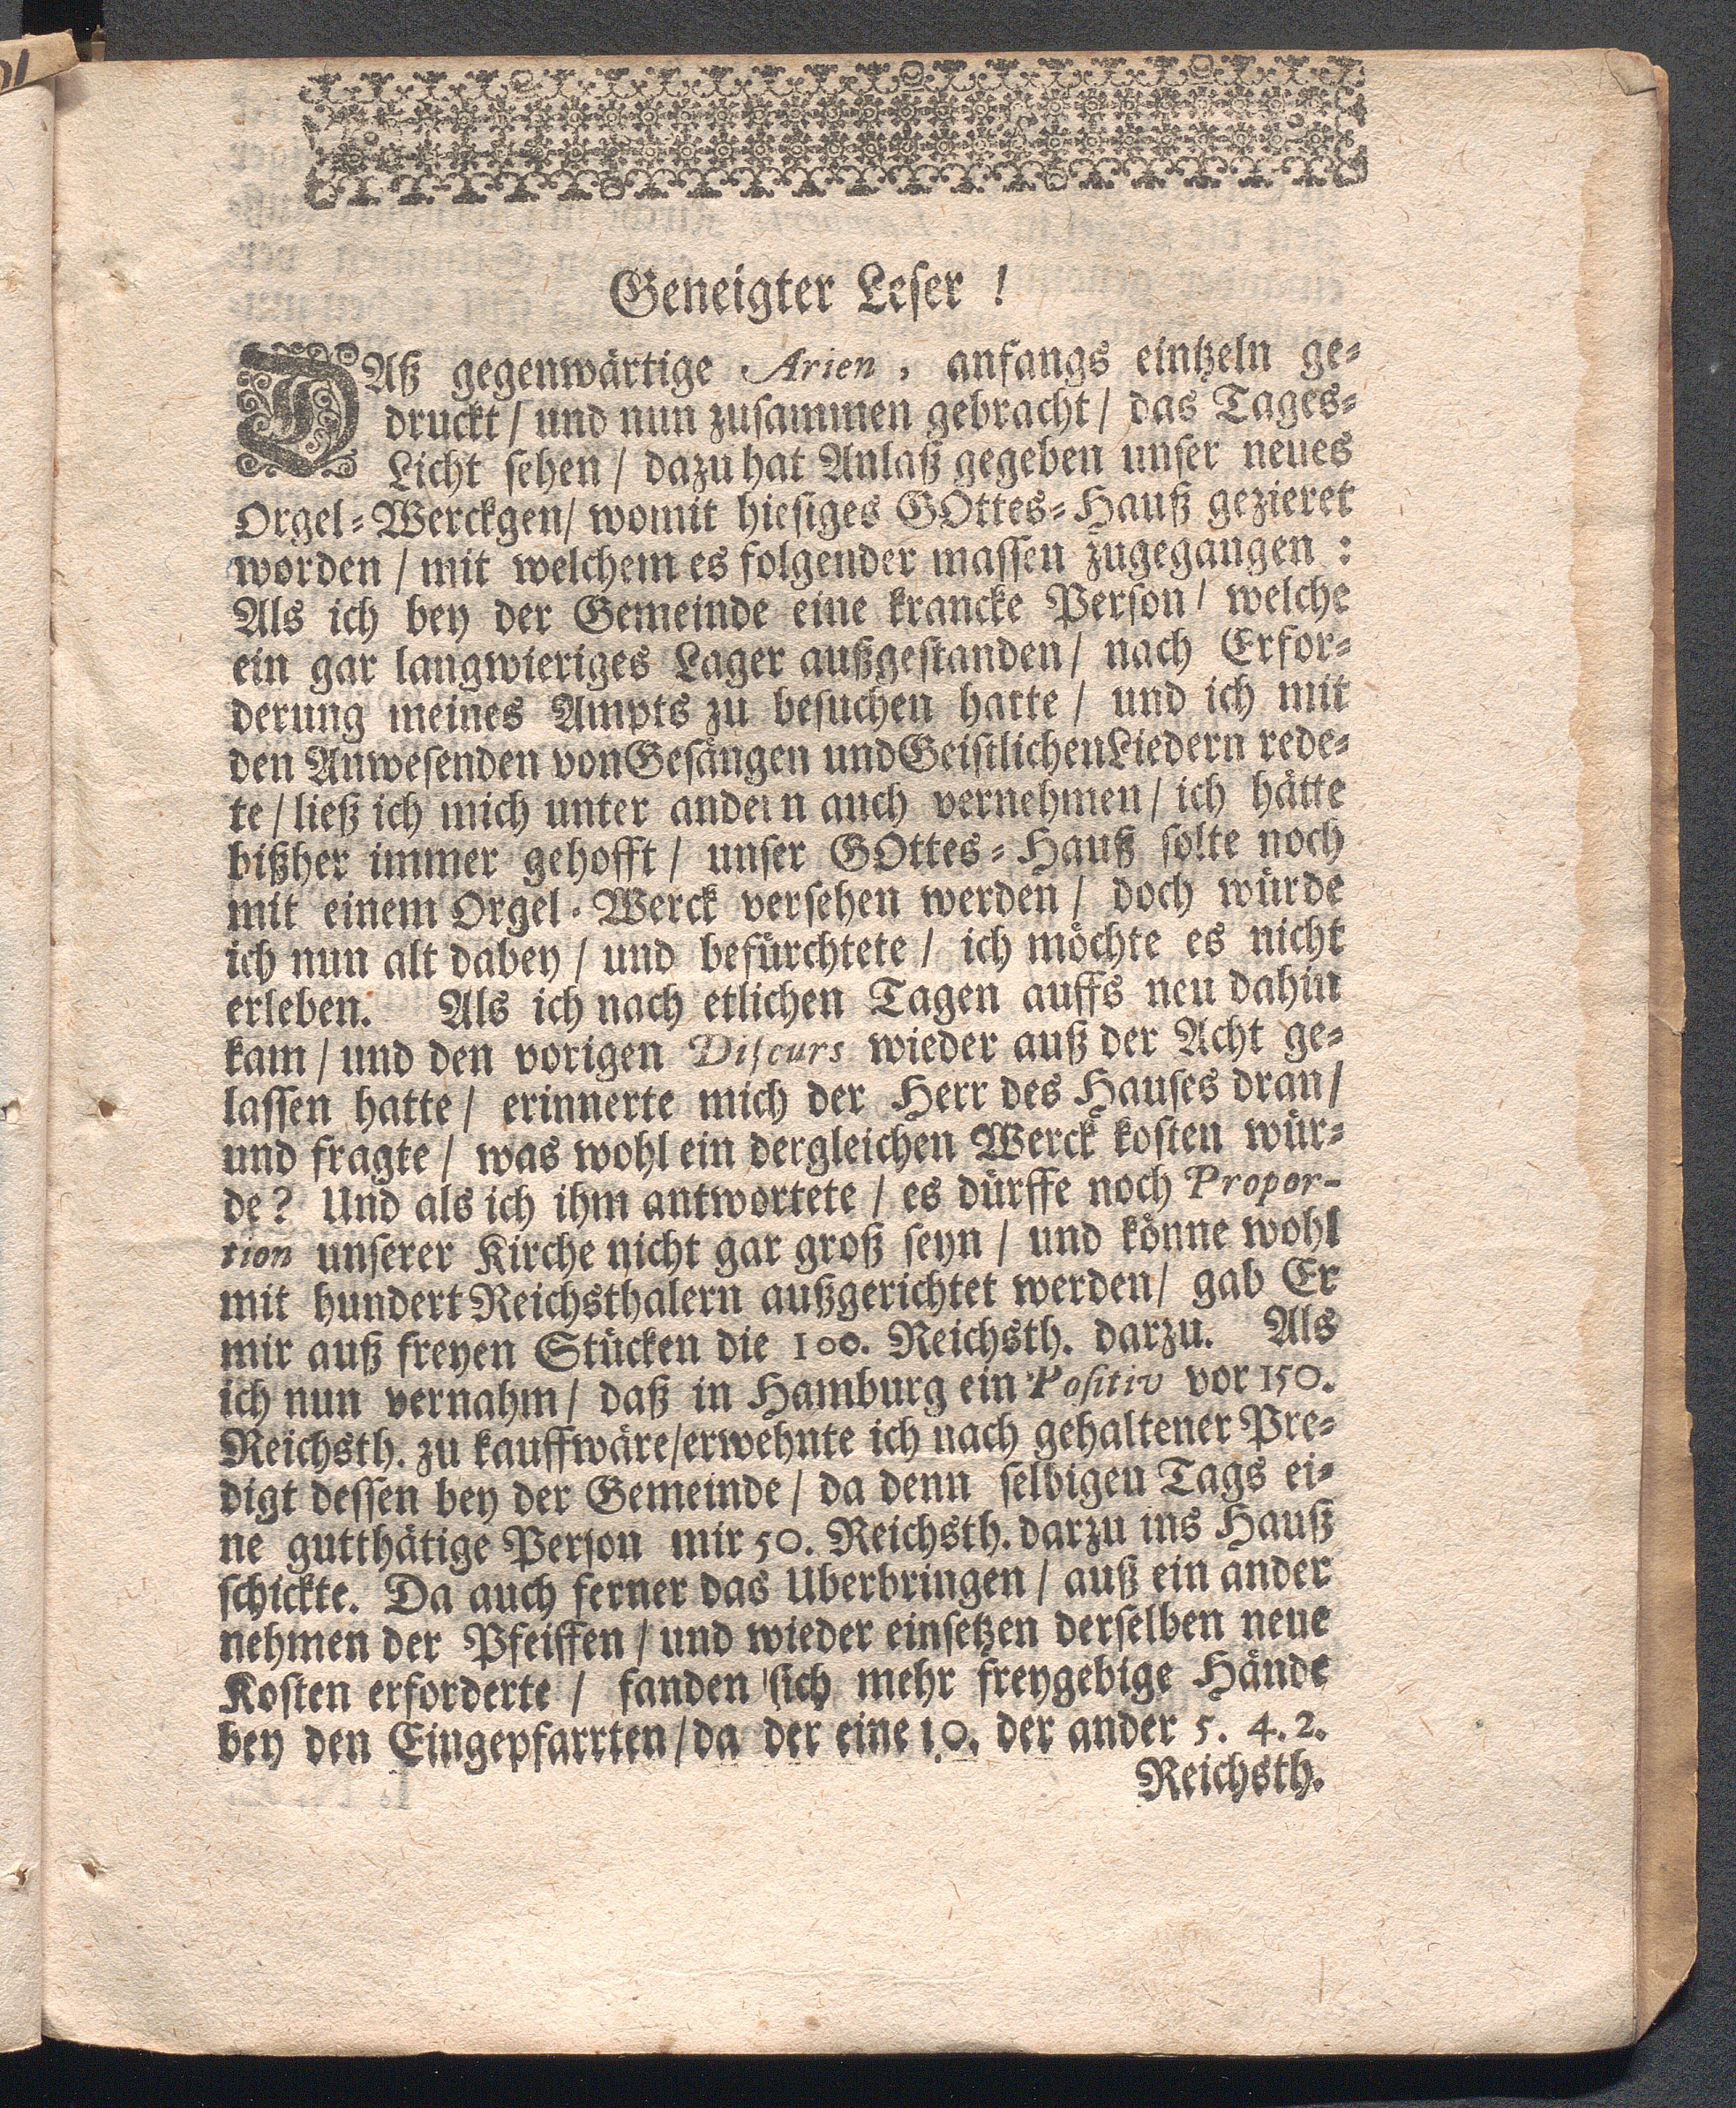 Geneigter Leser!
DAß gegenwärtige Arien, anfangs eintzeln ge-
druckt / und nun zusammen gebracht / das Tages-
Licht sehen / dazu hat Anlaß gegeben unser neues
Orgel-Werckgen / womit hiesiges GOttes-Hauß gezieret
worden / mit welchem es folgender massen zugegangen :
Als ich bey der Gemeinde eine krancke Person / welche
ein gar langwieriges Lager außgestanden / nach Erfor-
derung meines Ampts zu besuchen hatte / und ich mit
den Anwesenden von Gesängen und Geistlichen Liedern rede-
te / ließ ich mich unter andern auch vernehmen / ich hätte
bißher immer gehofft / unser GOttes-Hauß solte noch
mit einem Orgel-Werck versehen werden / doch würde
ich nun alt dabey / und befürchtete / ich möchte es nicht
erleben. Als ich nach etlichen Tagen auffs neu dahin
kam / und den vorigen Discurs wieder auß der Acht ge-
lassen hatte / erinnerte mich der Herr des Hauses dran /
und fragte / was wohl ein dergleichen Werck kosten wür-
de? Und als ich ihm antwortete / es dürffe noch Propor-
tion unserer Kirche nicht gar groß seyn / und könne wohl
mit hundert Reichsthalern außgerichtet werden / gab Er
mir auß freyen Stücken die 100. Reichsth. darzu. Als
ich nun vernahm / daß in Hamburg ein Positiv vor 150.
Reichsth. zu kauff wäre / erwehnte ich nach gehaltener Pre-
digt dessen bey der Gemeinde / da denn selbigen Tags ei-
ne gutthätige Person mir 50. Reichsth. darzu ins Hauß
schickte. Da auch ferner das Uberbringen / auß ein ander
nehmen der Pfeiffen / und wieder einsetzen derselben neue
Kosten erforderte / fanden sich mehr freygebige Hände
bey den Eingepfarrten / da der eine 10. der ander 5. 4. 2.
Reichsth.